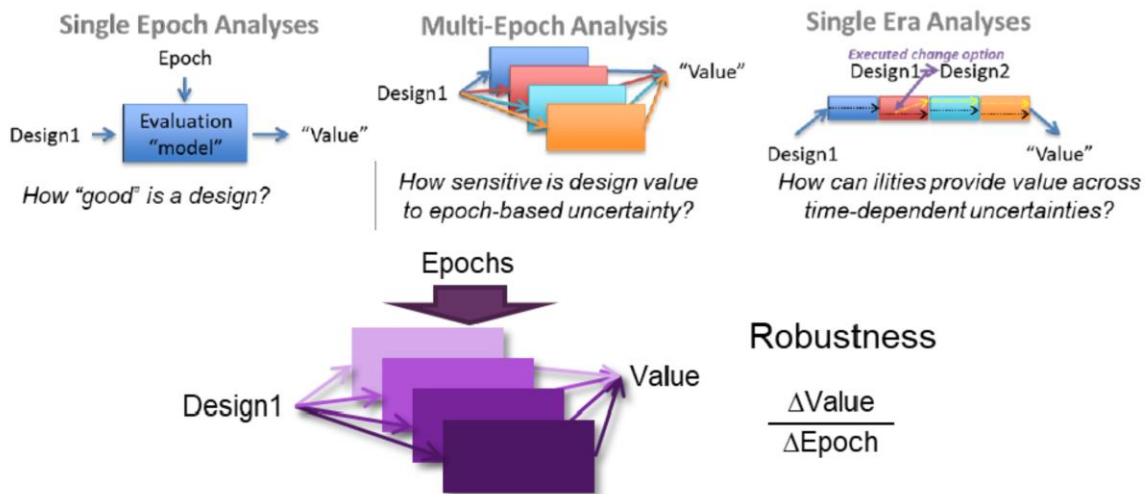 Single Epoch Analyses
Epoch
Design1
Evaluation
“model”
“Value”
How “good” is a design?
Multi-Epoch Analysis
Design1
“Value”
How sensitive is design value
to epoch-based uncertainty?
Single Era Analyses
Executed change option
Design1 Design2
Design1
“Value”
How can ilities provide value across
time-dependent uncertainties?
Epochs
Design1
Value
Robustness
ΔValue
ΔEpoch